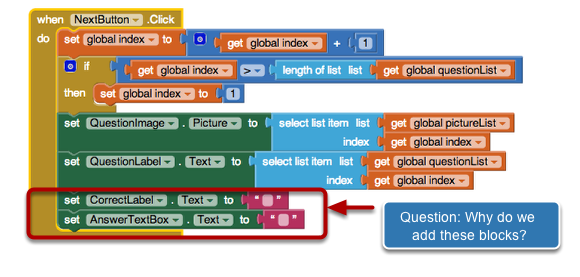 when NextButton .Click
do set global index to get global index + 1
if get global index > length of list list get global questionList
then set global index to 1
set QuestionImage . Picture to select list item list get global pictureList
index get global index
set QuestionLabel . Text to select list item list get global questionList
index get global index
set CorrectLabel . Text to “ ”
set AnswerTextBox . Text to “ ”
Question: Why do we
add these blocks?